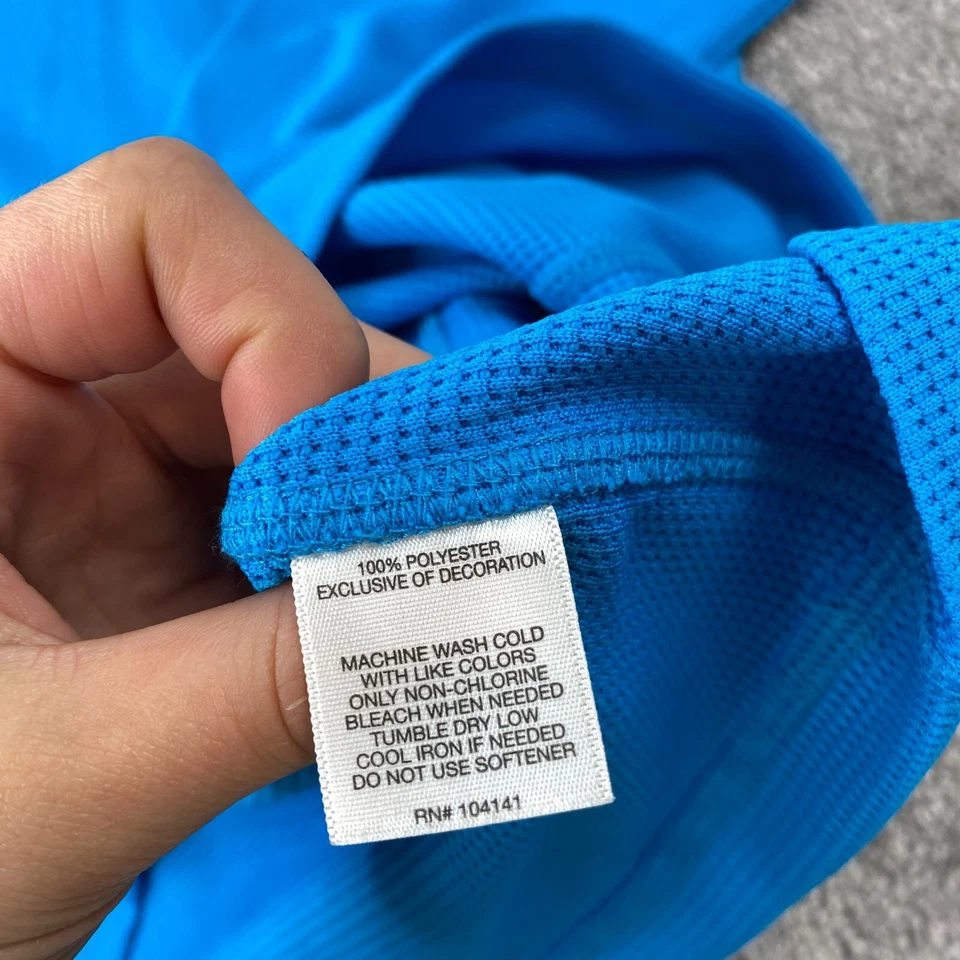 100% POLYESTER
EXCLUSIVE OF DECORATION
MACHINE WASH COLD
WITH LIKE COLORS
ONLY NON-CHLORINE
BLEACH WHEN NEEDED
TUMBLE DRY LOW
COOL IRON IF NEEDED
DO NOT USE SOFTENER
RN# 104141